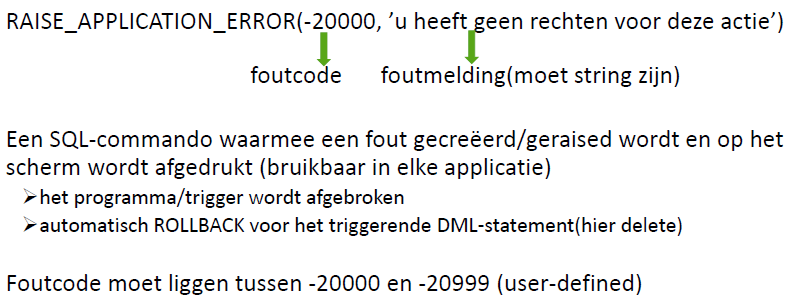 RAISE_APPLICATION_ERROR(-20000, ’u heeft geen rechten voor deze actie’)
foutcode foutmelding(moet string zijn)
Een SQL-commando waarmee een fout gecreëerd/geraised wordt en op het
scherm wordt afgedrukt (bruikbaar in elke applicatie)
➢het programma/trigger wordt afgebroken
➢automatisch ROLLBACK voor het triggerende DML-statement(hier delete)
Foutcode moet liggen tussen -20000 en -20999 (user-defined)